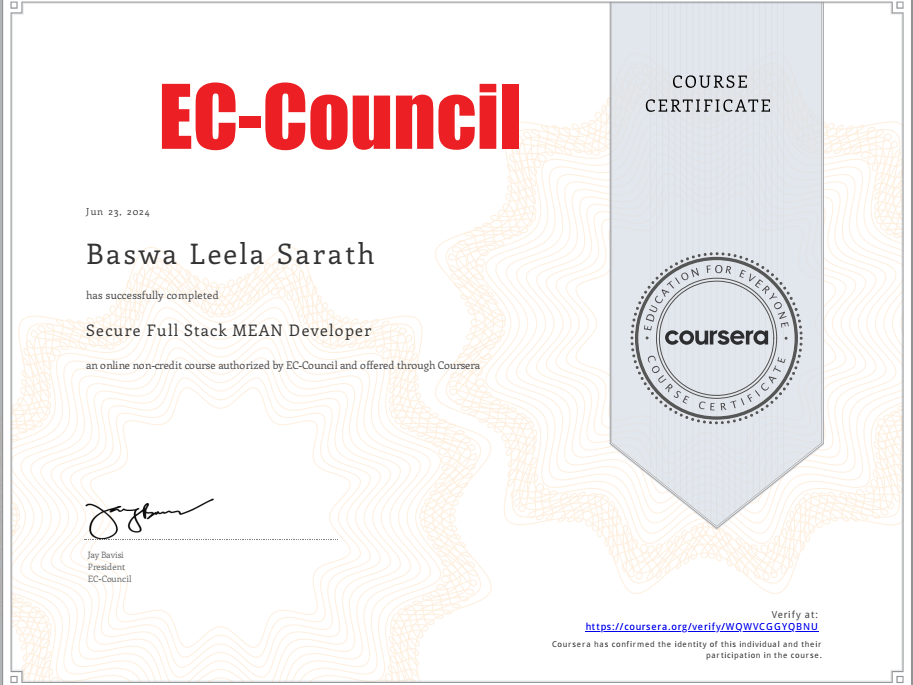 EC-Council
COURSE
CERTIFICATE
Jun 23, 2024
Baswa Leela Sarath
has successfully completed
Secure Full Stack MEAN Developer
an online non-credit course authorized by EC-Council and offered through Coursera
EDUCATION FOR EVERYONE
coursera
COURSE CERTIFICATE
Jay Bavisi
President
EC-Council
Verify at:
https://coursera.org/verify/WQWVCGGYQBNU
Coursera has confirmed the identity of this individual and their
participation in the course.